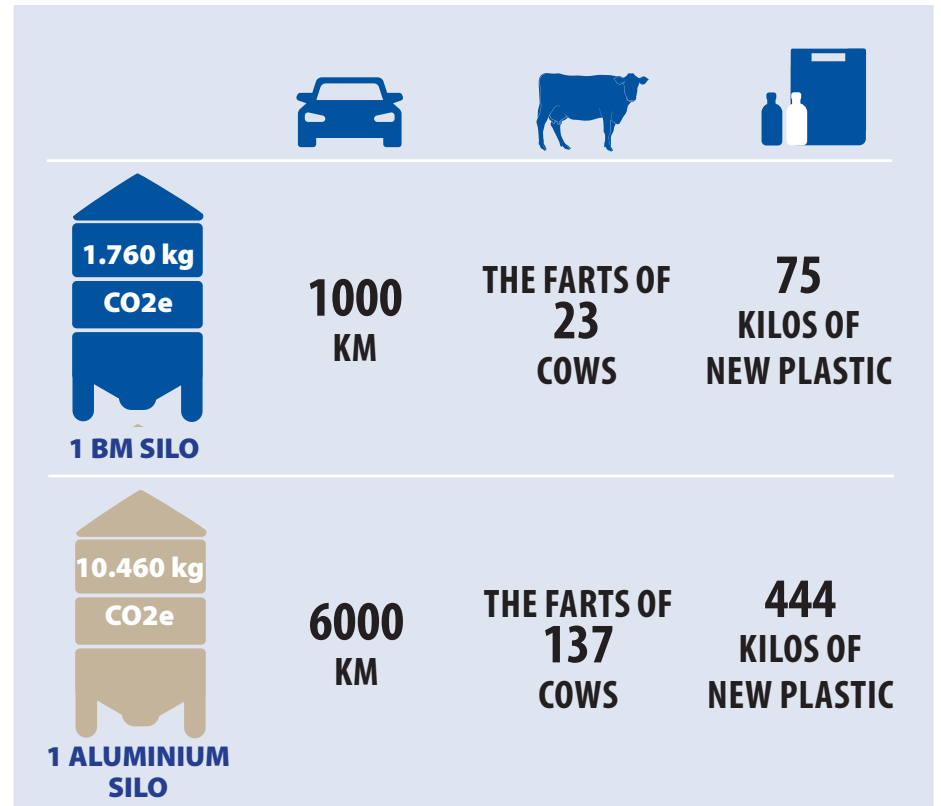 1.760 kg
CO2e
1 BM SILO
1000
KM
THE FARTS OF
23
COWS
75
KILOS OF
NEW PLASTIC
10.460 kg
CO2e
1 ALUMINIUM
SILO
6000
KM
THE FARTS OF
137
COWS
444
KILOS OF
NEW PLASTIC